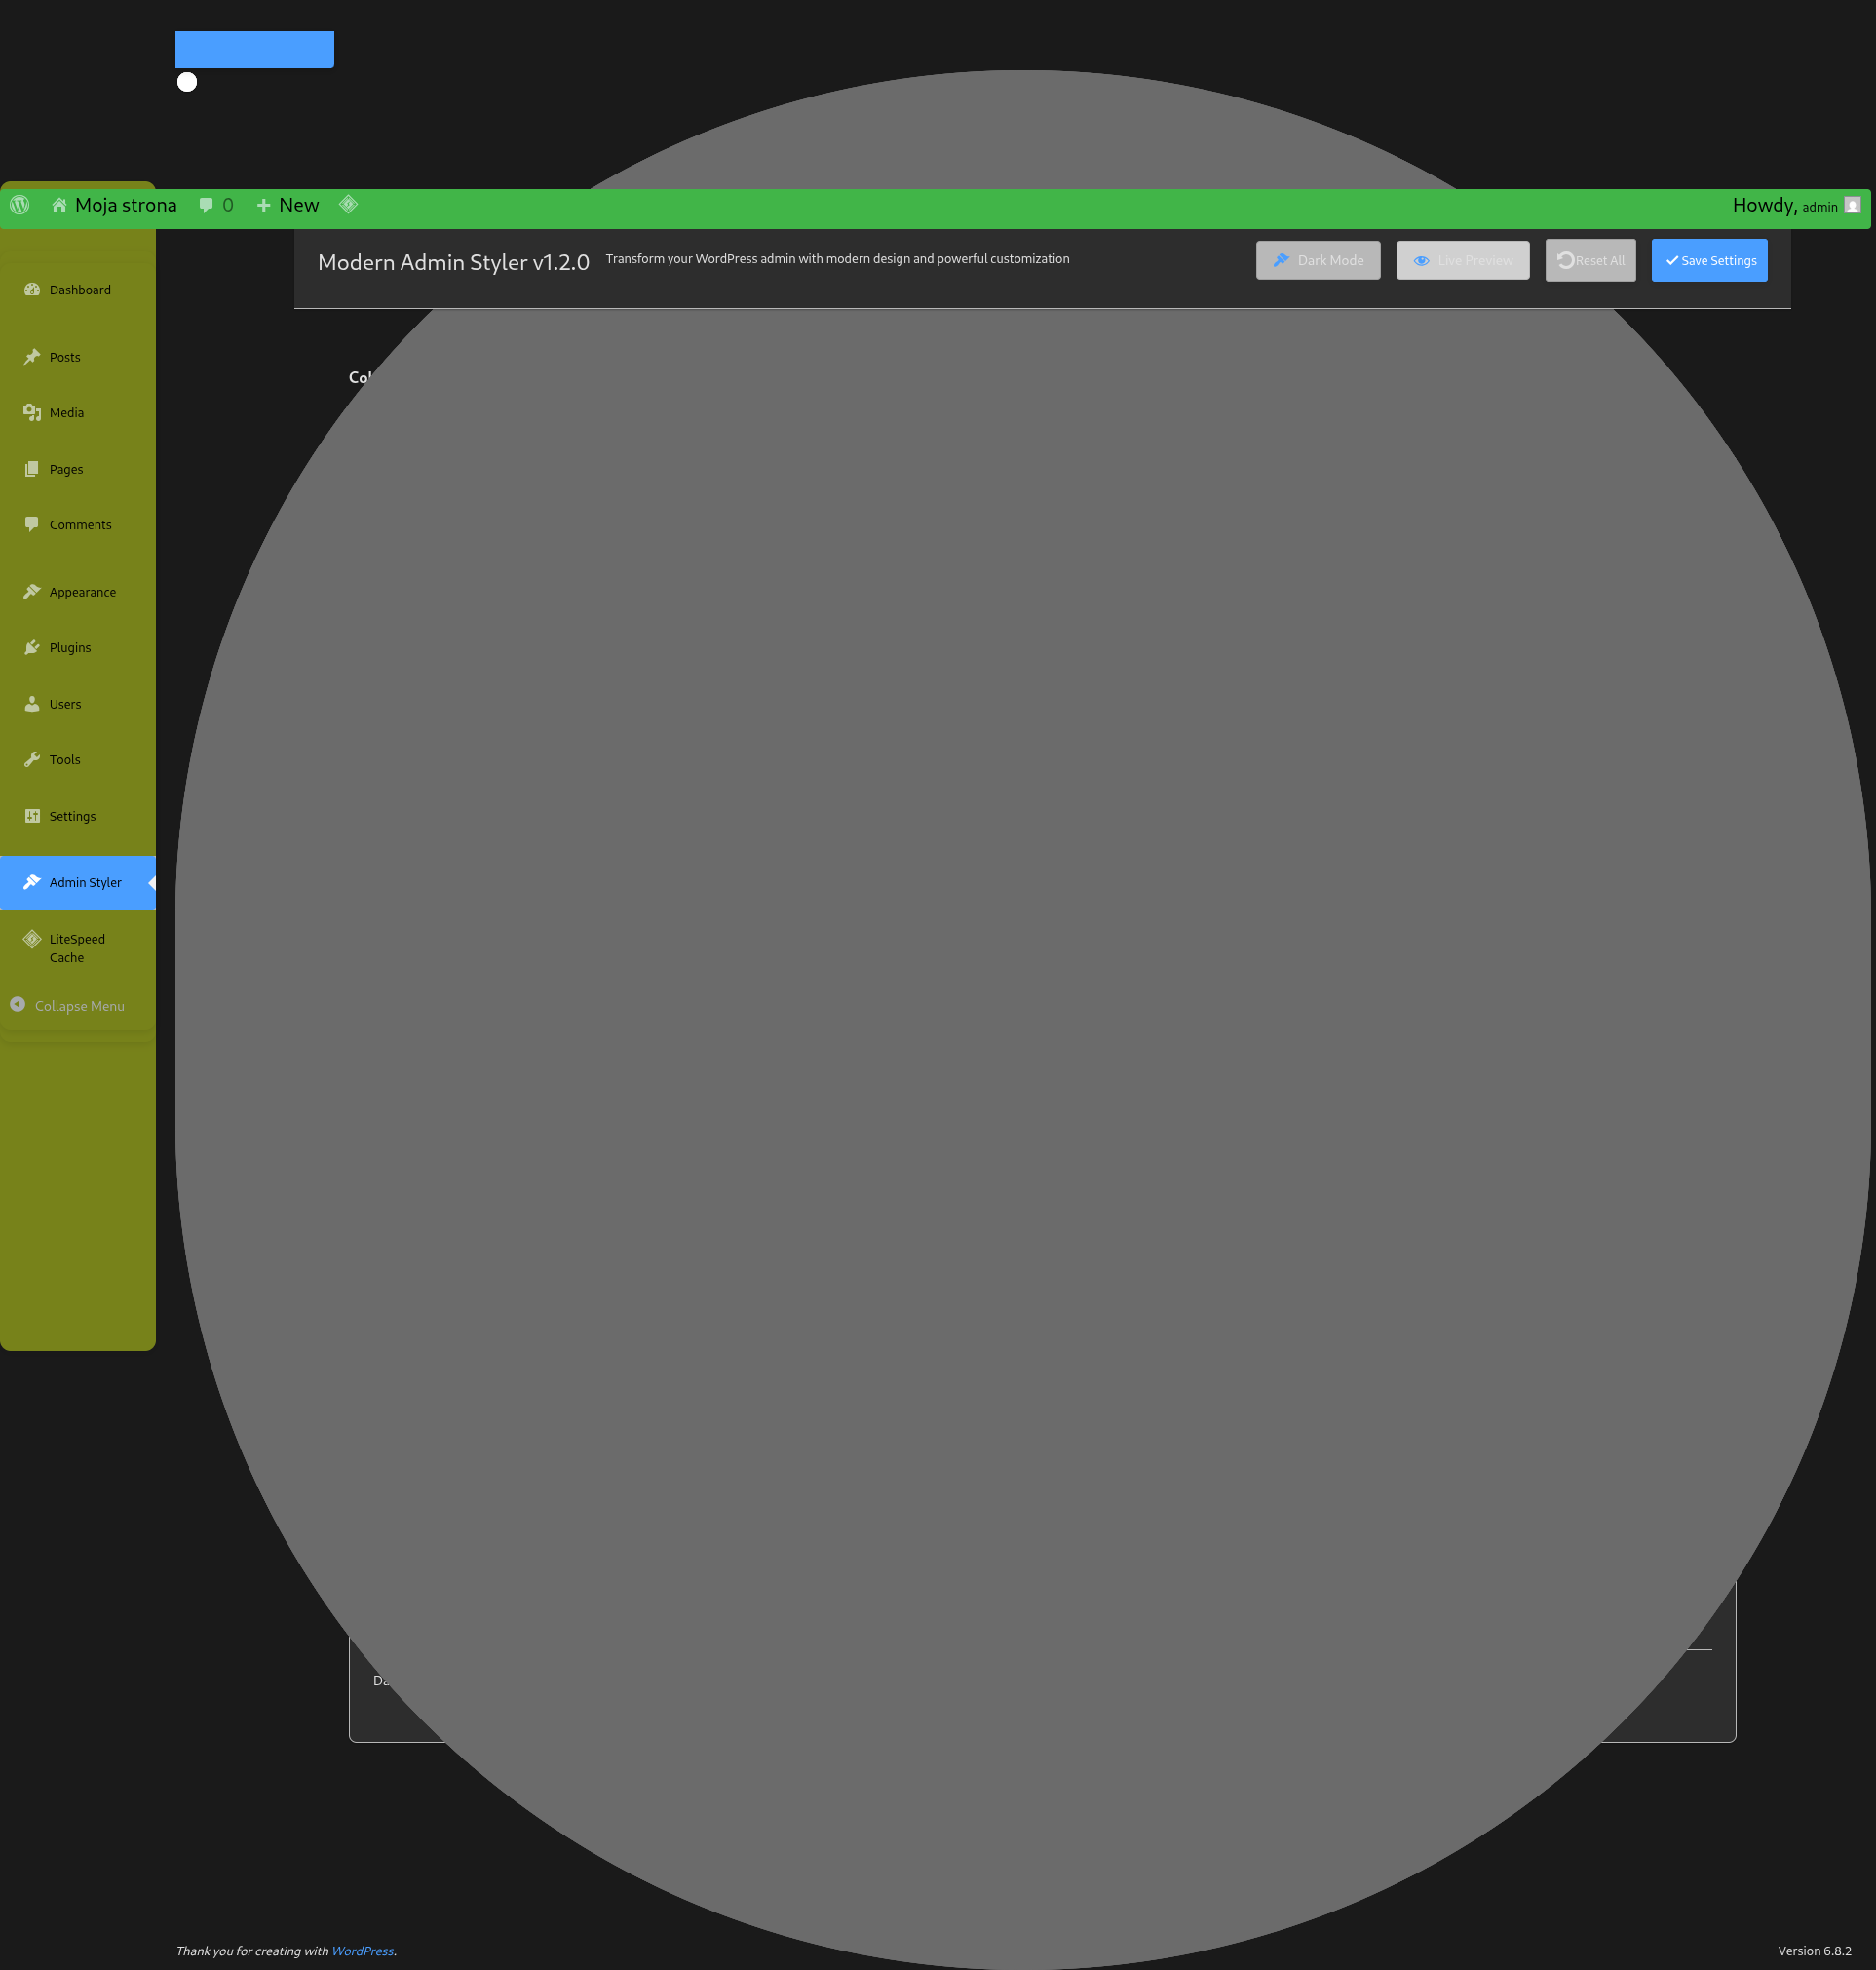 Moja strona
0
New
Howdy, admin
Modern Admin Styler v1.2.0
Transform your WordPress admin with modern design and powerful customization
Dark Mode
Live Preview
Reset All
Save Settings
Dashboard
Posts
Media
Pages
Comments
Appearance
Plugins
Users
Tools
Settings
Admin Styler
LiteSpeed
Cache
Collapse Menu
Thank you for creating with WordPress.
Version 6.8.2